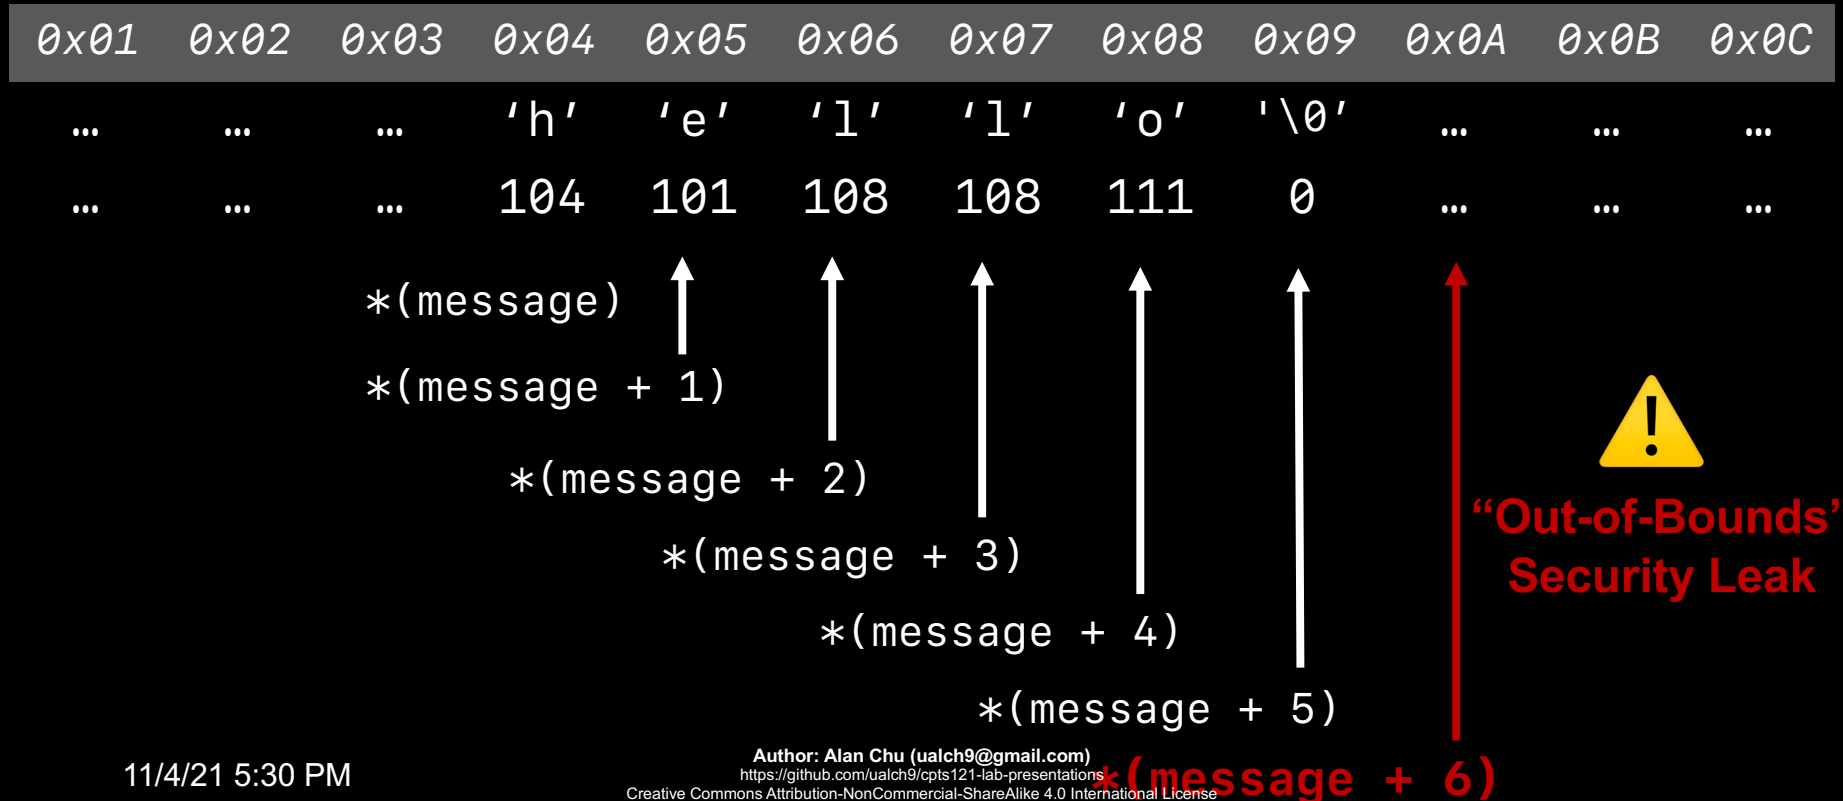 0x01 0x02 0x03 0x04 0x05 0x06 0x07 0x08 0x09 0x0A 0x0B 0x0C
… … … ‘h’ ‘e’ ‘l’ ‘l’ ‘o’ '\0’ … … …
… … … 104 101 108 108 111 0 … … …
*(message)
*(message + 1)
*(message + 2)
*(message + 3)
*(message + 4)
*(message + 5)
*(message + 6)
“Out-of-Bounds”
Security Leak
11/4/21 5:30 PM
Author: Alan Chu (ualch9@gmail.com)
https://github.com/ualch9/cpts121-lab-presentations
Creative Commons Attribution-NonCommercial-ShareAlike 4.0 International License